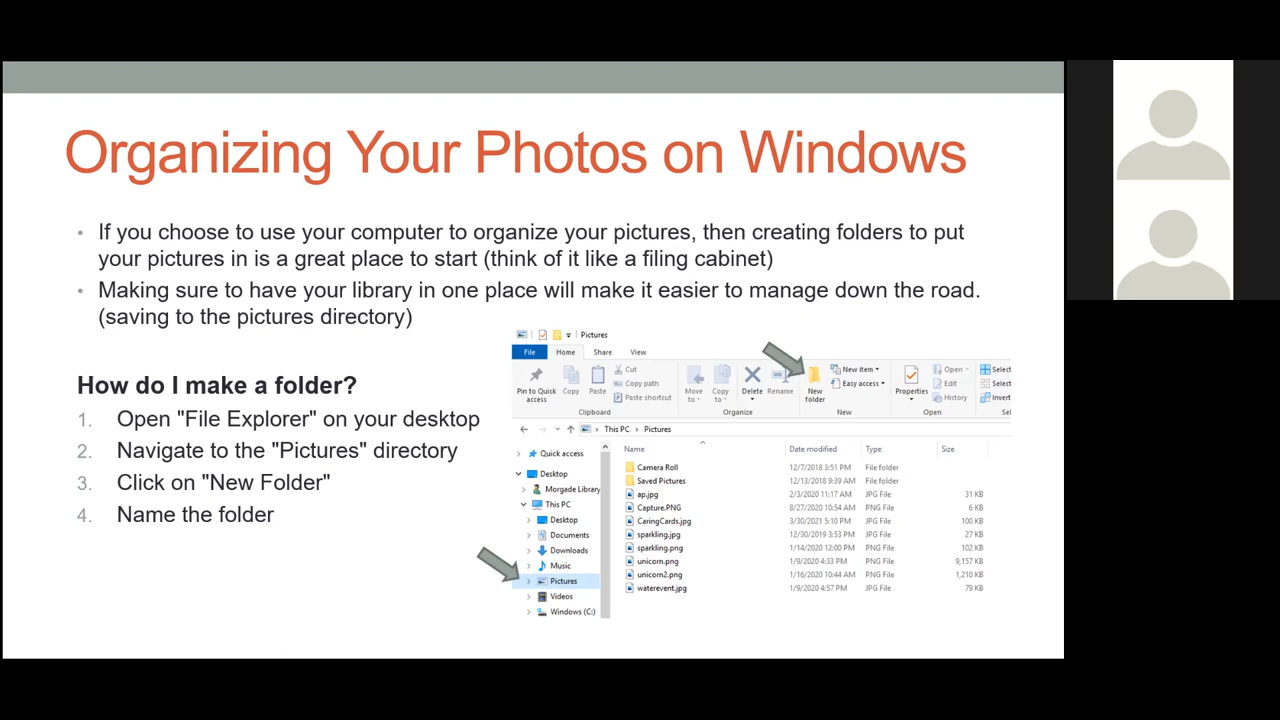 Organizing Your Photos on Windows
If you choose to use your computer to organize your pictures, then creating folders to put
your pictures in is a great place to start (think of it like a filing cabinet)
Making sure to have your library in one place will make it easier to manage down the road.
(saving to the pictures directory)
How do I make a folder?
1. Open "File Explorer" on your desktop
2. Navigate to the "Pictures" directory
3. Click on "New Folder"
4. Name the folder
Pictures
File Home Share View
Pin to Quick access
Copy
Paste
Cut
Copy path
Paste shortcut
Clipboard
Move to
Copy to
Delete
Rename
Organize
New folder
New item
Easy access
New
Properties
Open
Edit
History
Open
Select
Invert
Sel
This PC > Pictures
Quick access
Desktop
Morgade Library
This PC
Desktop
Documents
Downloads
Music
Pictures
Videos
Windows (C:)
Name Date modified Type Size
Camera Roll 12/7/2018 3:51 PM File folder
Saved Pictures 12/13/2018 9:39 AM File folder
ap.jpg 2/3/2020 11:17 AM JPG File 31 KB
Capture.PNG 8/27/2020 10:54 AM PNG File 6 KB
CaringCards.jpg 3/30/2021 5:10 PM JPG File 100 KB
sparkling.jpg 12/30/2019 3:53 PM JPG File 27 KB
sparkling.png 1/14/2020 12:00 PM PNG File 102 KB
unicorn.png 1/9/2020 4:33 PM PNG File 9,157 KB
unicorn2.png 1/16/2020 10:44 AM PNG File 1,210 KB
waterevent.jpg 1/9/2020 4:57 PM JPG File 79 KB